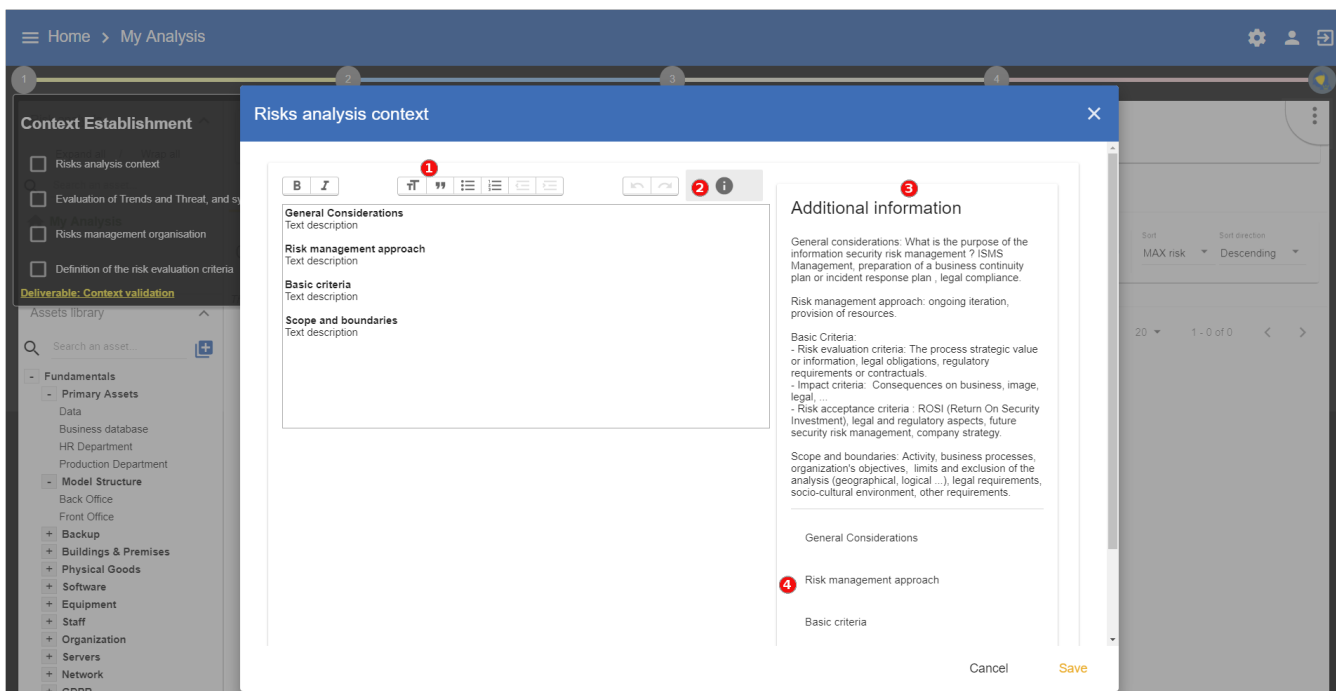 Home > My Analysis
1 2 3 4
Context Establishment
Risks analysis context
Evaluation of Trends and Threat, and sy
Risks management organisation
Definition of the risk evaluation criteria
Deliverable: Context validation
My Analysis
Assets library
Search an asset...
- Fundamentals
- Primary Assets
Data
Business database
HR Department
Production Department
- Model Structure
Back Office
Front Office
+ Backup
+ Buildings & Premises
+ Physical Goods
+ Software
+ Equipment
+ Staff
+ Organization
+ Servers
+ Network
+ GDPR
Risks analysis context
1
B I
2
General Considerations
Text description
Risk management approach
Text description
Basic criteria
Text description
Scope and boundaries
Text description
3
Additional information
General considerations: What is the purpose of the
information security risk management ? ISMS
Management, preparation of a business continuity
plan or incident response plan , legal compliance.
Risk management approach: ongoing iteration,
provision of resources.
Basic Criteria:
- Risk evaluation criteria: The process strategic value
or information, legal obligations, regulatory
requirements or contractuals.
- Impact criteria: Consequences on business, image,
legal, ...
- Risk acceptance criteria : ROSI (Return On Security
Investment), legal and regulatory aspects, future
security risk management, company strategy.
Scope and boundaries: Activity, business processes,
organization's objectives, limits and exclusion of the
analysis (geographical, logical ...), legal requirements,
socio-cultural environment, other requirements.
General Considerations
4 Risk management approach
Basic criteria
Cancel Save
Sort Sort direction
MAX risk Descending
20 1 - 0 of 0